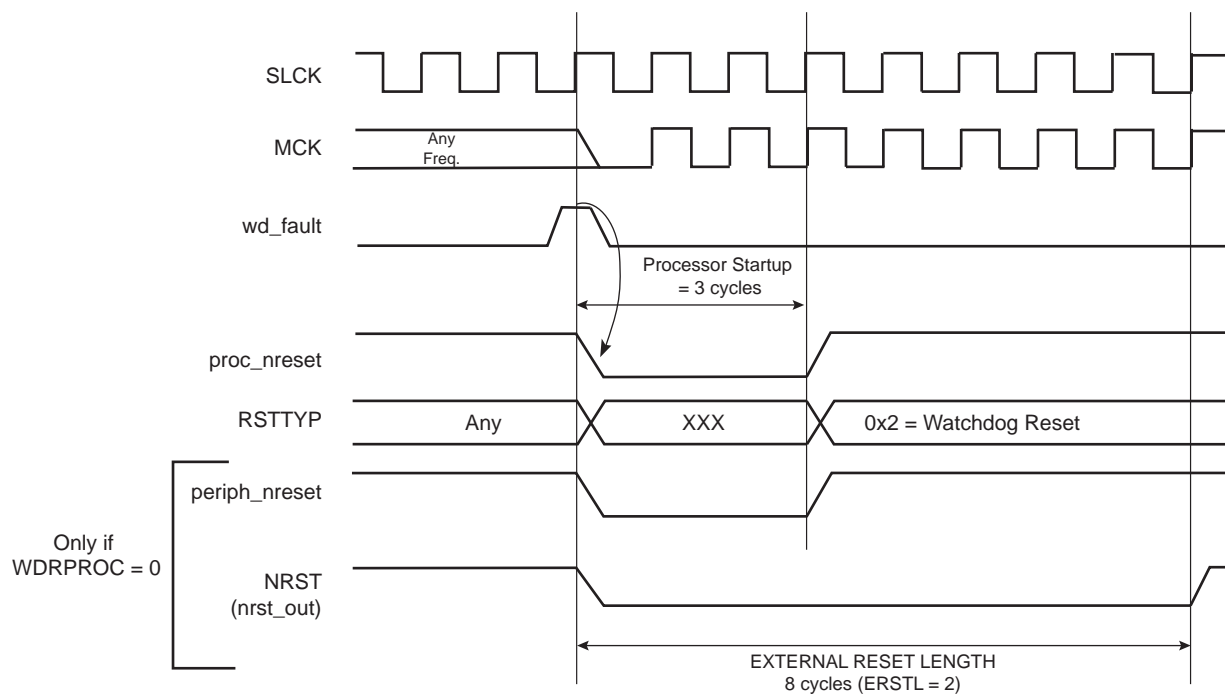 SLCK
MCK
Any
Freq.
wd_fault
Processor Startup
= 3 cycles
proc_nreset
RSTTYP
Any
XXX
0x2 = Watchdog Reset
periph_nreset
Only if
WDRPROC = 0
NRST
(nrst_out)
EXTERNAL RESET LENGTH
8 cycles (ERSTL = 2)